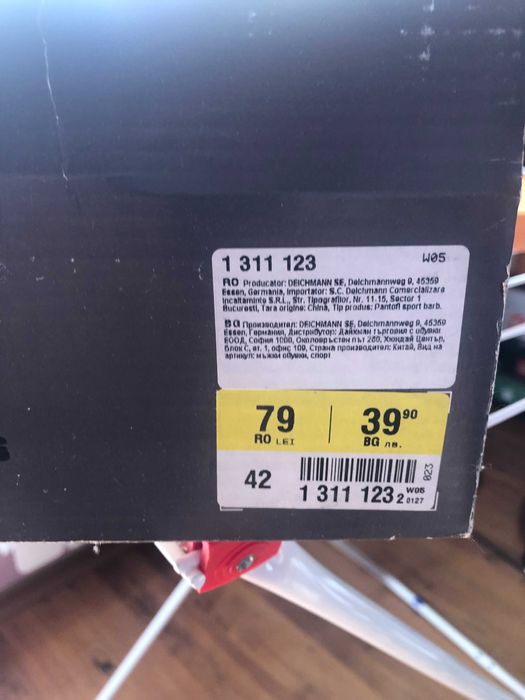 1 311 123 W05
RO Producator: DEICHMANN SE, Deichmannweg 9, 45359
Essen, Germania, Importator: S.C. Deichmann Comercializare
Incaltaminte S.R.L., Str. Tipografilor, Nr. 11-15, Sector 1
Bucuresti, Tara origine: China, Tip produs: Pantofi sport barb.
BG Производител: DEICHMANN SE, Deichmannweg 9, 45359
Essen, Германия, Дистрибутор: Дайхман търговия с обувки
ЕООД, София 1000, Околовръстен път 260, Хюндай Център,
блок С, ет. 1, офис 109, Страна производител: Китай, Вид на
артикул: мъжки обувки, спорт
79 39 90
RO LEI BG лв.
42
023
1 311 123 2 W05
0127